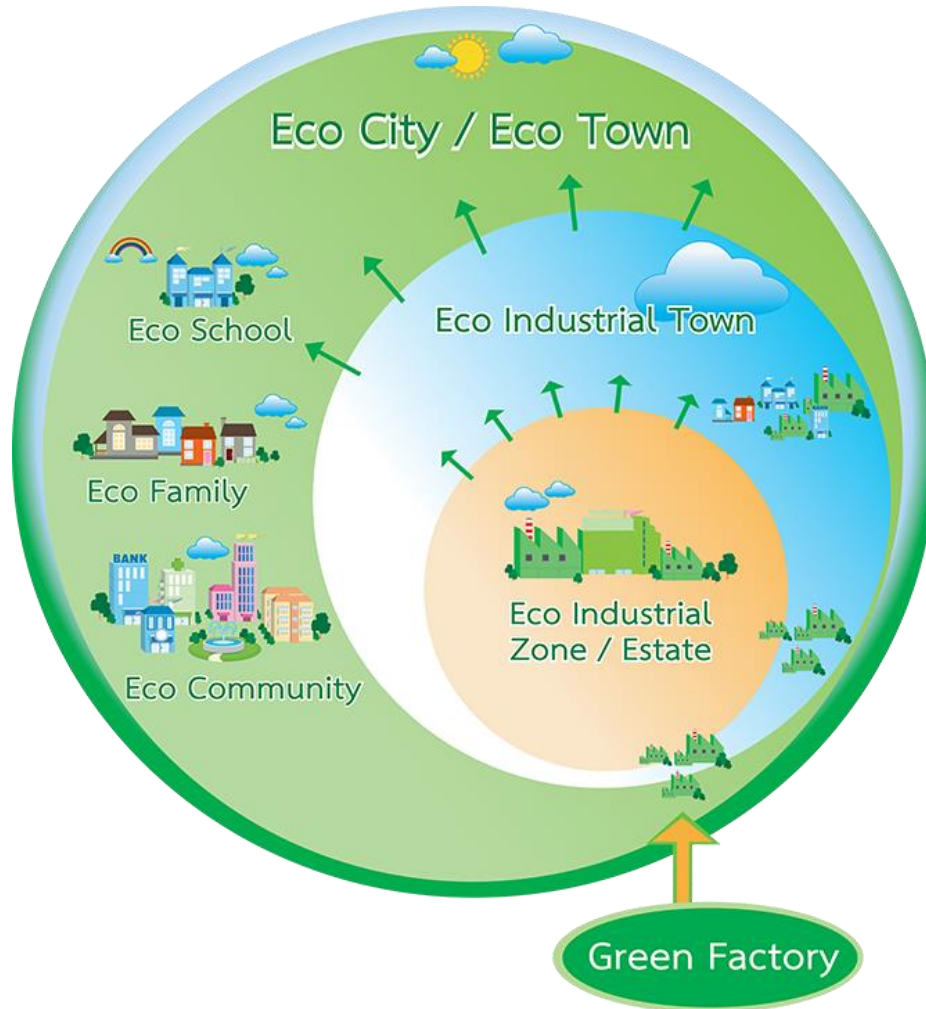 Eco City / Eco Town
Eco Industrial Town
Eco School
Eco Family
BANK
Eco Community
Eco Industrial
Zone / Estate
Green Factory